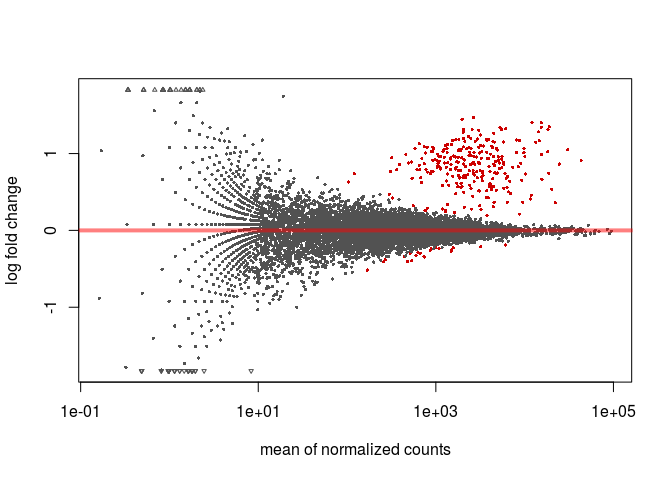 log fold change
1
0
-1
1e-01
1e+01
1e+03
1e+05
mean of normalized counts